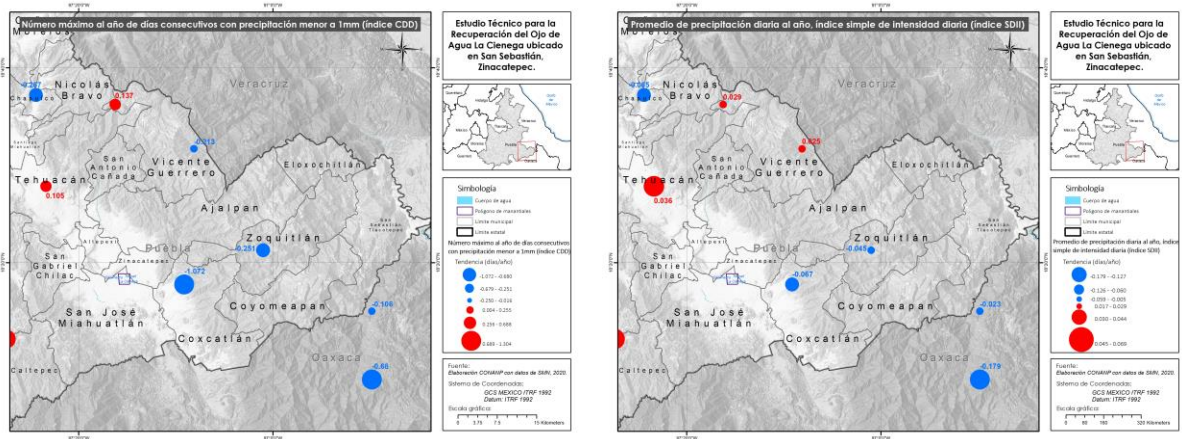 Número máximo al año de días consecutivos con precipitación menor a 1mm (índice CDD)
Nicolás
Bravo
0.137
Veracruz
-0.213
Vicente
Guerrero
San
Antonio
Cañada
Eloxochitlán
Tehuacán
0.105
Ajalpan
Altepexi
Puebla
Zoquitlán
-0.251
San
Gabriel
Chilac
Zinacatepec
-1.072
Coyomeapan
-0.106
San José
Miahuatlán
Coxcatlán
Oaxaca
-0.66
Caltepec
Estudio Técnico para la
Recuperación del Ojo de
Agua La Cienega ubicado
en San Sebastián,
Zinacatepec.
Simbología
Cuerpo de agua
Polígono de manantiales
Límite municipal
Límite estatal
Número máximo al año de días consecutivos
con precipitación menor a 1mm (índice CDD)
Tendencia (días/año)
-1.072 - -0.680
-0.679 - -0.251
-0.250 - -0.016
0.004 - 0.255
0.256 - 0.688
0.689 - 1.304
Fuente:
Elaboración CONANP con datos de SMN, 2020.
Sistema de Coordenadas:
GCS MEXICO ITRF 1992
Datum: ITRF 1992
Escala gráfica:
0 3.75 7.5 15 Kilometers
Promedio de precipitación diaria al año, índice simple de intensidad diaria (índice SDII)
Nicolás
Bravo
0.029
Veracruz
0.025
Vicente
Guerrero
San
Antonio
Cañada
Eloxochitlán
Tehuacán
0.036
Ajalpan
Altepexi
Puebla
Zoquitlán
-0.045
San
Gabriel
Chilac
Zinacatepec
-0.067
Coyomeapan
-0.023
San José
Miahuatlán
Coxcatlán
Oaxaca
-0.179
Caltepec
Estudio Técnico para la
Recuperación del Ojo de
Agua La Cienega ubicado
en San Sebastián,
Zinacatepec.
Simbología
Cuerpo de agua
Polígono de manantiales
Límite municipal
Límite estatal
Promedio de precipitación diaria al año, índice
simple de intensidad diaria (índice SDII)
Tendencia (días/año)
-0.179 - -0.127
-0.126 - -0.060
-0.059 - -0.005
0.017 - 0.029
0.030 - 0.044
0.045 - 0.069
Fuente:
Elaboración CONANP con datos de SMN, 2020.
Sistema de Coordenadas:
GCS MEXICO ITRF 1992
Datum: ITRF 1992
Escala gráfica:
0 80 160 320 Kilometers